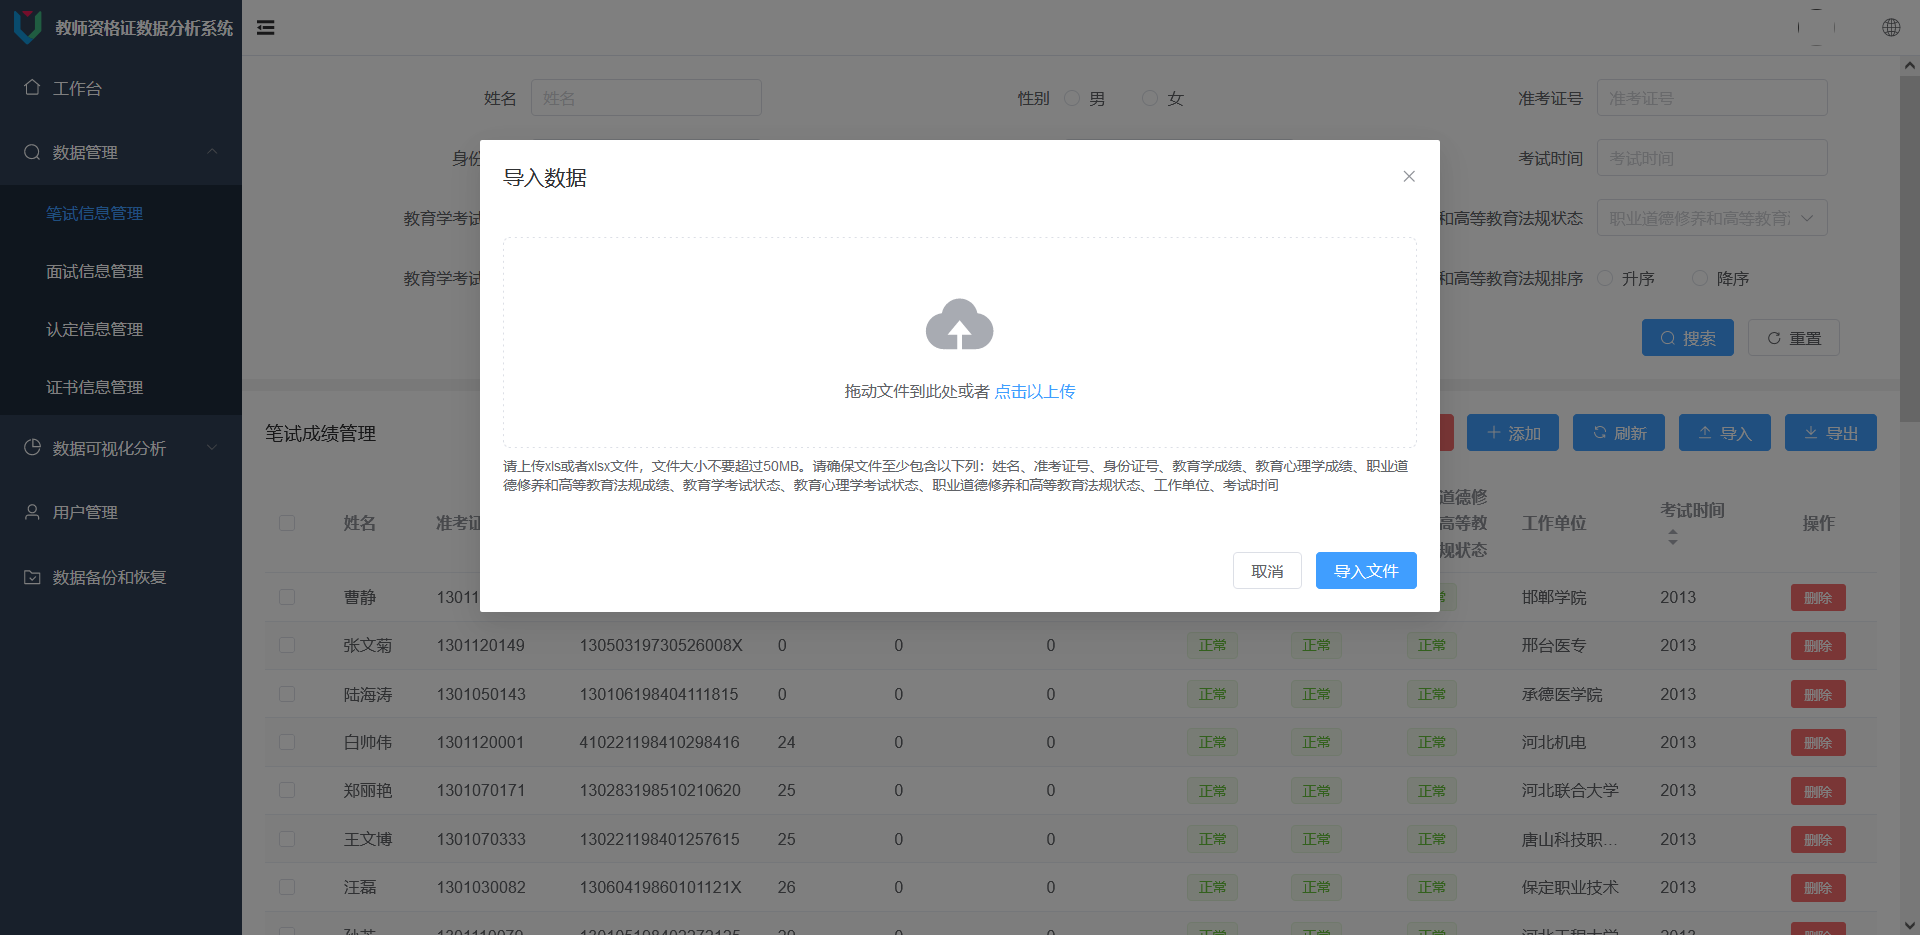 教师资格证数据分析系统
工作台
数据管理
笔试信息管理
面试信息管理
认定信息管理
证书信息管理
数据可视化分析
用户管理
数据备份和恢复
姓名 姓名 性别 男 女 准考证号 准考证号
身份 考试时间 考试时间
教育学考试 和高等教育法规状态 职业道德修养和高等教育
教育学考试 和高等教育法规排序 升序 降序
搜索 重置
导入数据
拖动文件到此处或者 点击以上传
请上传xls或者xlsx文件，文件大小不要超过50MB。请确保文件至少包含以下列：姓名、准考证号、身份证号、教育学成绩、教育心理学成绩、职业道
德修养和高等教育法规成绩、教育学考试状态、教育心理学考试状态、职业道德修养和高等教育法规状态、工作单位、考试时间
取消 导入文件
笔试成绩管理 添加 刷新 导入 导出
姓名 准考证 道德修 高等教 规状态 工作单位 考试时间 操作
曹静 13011 常 邯郸学院 2013 删除
张文菊 1301120149 13050319730526008X 0 0 0 正常 正常 正常 邢台医专 2013 删除
陆海涛 1301050143 130106198404111815 0 0 0 正常 正常 正常 承德医学院 2013 删除
白帅伟 1301120001 410221198410298416 24 0 0 正常 正常 正常 河北机电 2013 删除
郑丽艳 1301070171 130283198510210620 25 0 0 正常 正常 正常 河北联合大学 2013 删除
王文博 1301070333 130221198401257615 25 0 0 正常 正常 正常 唐山科技职... 2013 删除
汪磊 1301030082 13060419860101121X 26 0 0 正常 正常 正常 保定职业技术 2013 删除